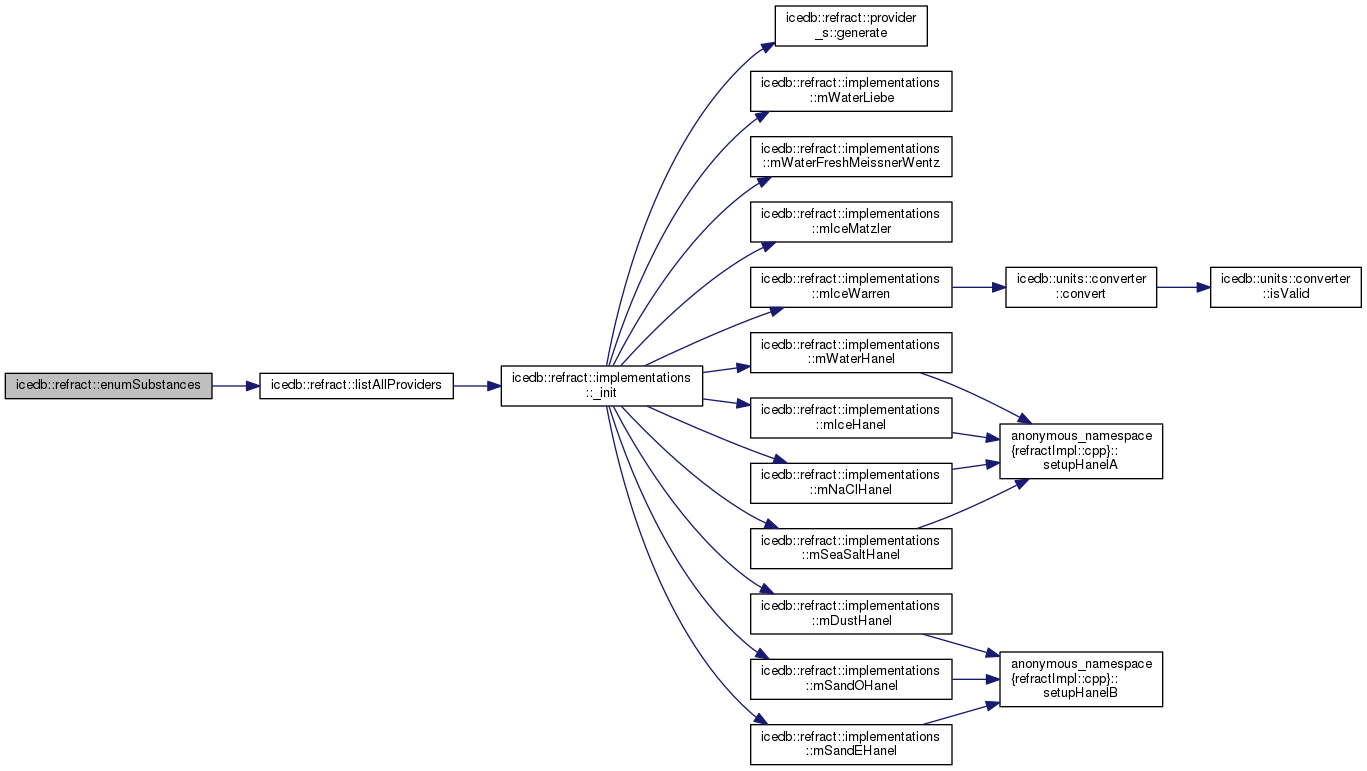 icedb::refract::provider
_s::generate
icedb::refract::implementations
::mWaterLiebe
icedb::refract::implementations
::mWaterFreshMeissnerWentz
icedb::refract::implementations
::mIceMatzler
icedb::refract::implementations
::mIceWarren
icedb::units::converter
::convert
icedb::units::converter
::isValid
icedb::refract::implementations
::mWaterHanel
icedb::refract::enumSubstances
icedb::refract::listAllProviders
icedb::refract::implementations
::_init
icedb::refract::implementations
::mIceHanel
anonymous_namespace
{refractImpl::cpp}::
setupHanelA
icedb::refract::implementations
::mNaClHanel
icedb::refract::implementations
::mSeaSaltHanel
icedb::refract::implementations
::mDustHanel
icedb::refract::implementations
::mSandOHanel
anonymous_namespace
{refractImpl::cpp}::
setupHanelB
icedb::refract::implementations
::mSandEHanel